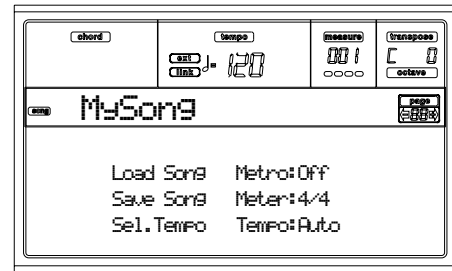 chord tempo measure transpose
ext ♩= 120 001 C 0
link octave
song MySong page
Load Song Metro:Off
Save Song Meter:4/4
Sel.Tempo Tempo:Auto